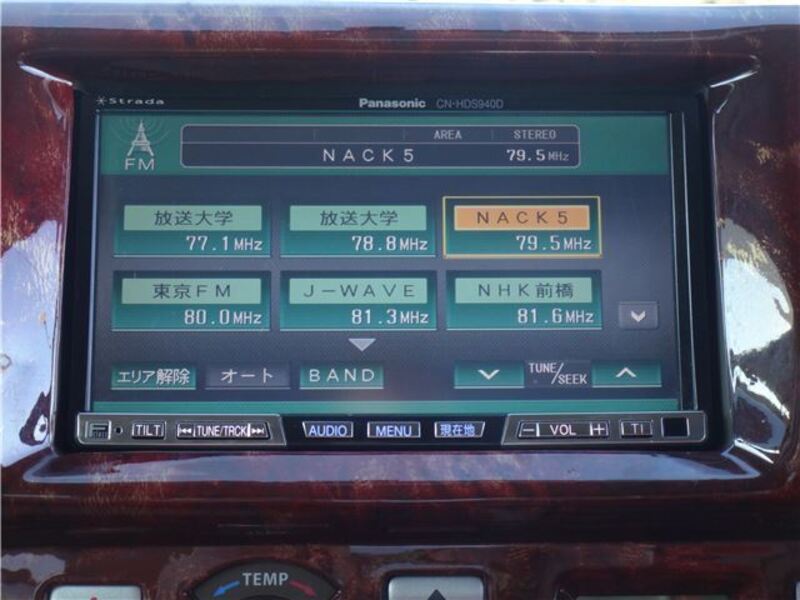 Strada Panasonic CN-HDS940D
AREA STEREO
FM NACK5 79.5MHz
放送大学 放送大学 NACK5
77.1MHz 78.8MHz 79.5MHz
東京FM J-WAVE NHK前橋
80.0MHz 81.3MHz 81.6MHz
エリア解除 オート BAND TUNE/SEEK
TILT TUNE/TRCK AUDIO MENU 現在地 VOL TI
TEMP